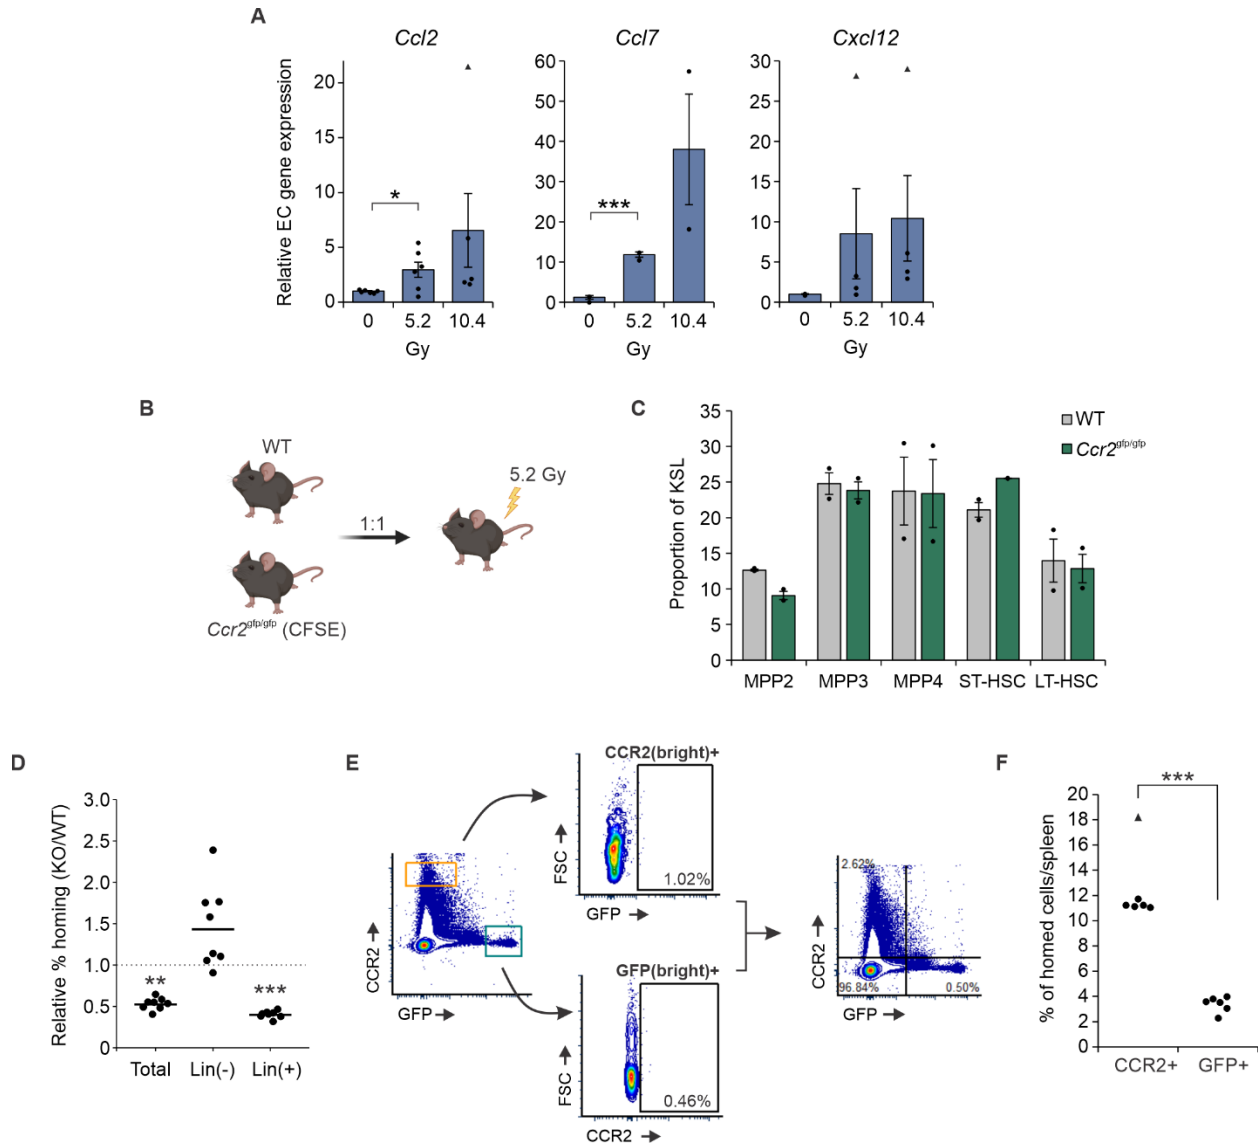 A
Ccl2
Ccl7
Cxcl12
Relative EC gene expression
20
15
10
5
0
*
0
5.2
10.4
Gy
60
50
40
30
20
10
0
***
0
5.2
10.4
Gy
30
25
20
15
10
5
0
0
5.2
10.4
Gy
B
WT
1:1
5.2 Gy
Ccr2gfp/gfp (CFSE)
C
Proportion of KSL
35
30
25
20
15
10
5
0
WT
Ccr2gfp/gfp
MPP2
MPP3
MPP4
ST-HSC
LT-HSC
D
Relative % homing (KO/WT)
3.0
2.5
2.0
1.5
1.0
0.5
0
**
***
Total
Lin(-)
Lin(+)
E
CCR2
GFP
CCR2(bright)+
FSC
1.02%
GFP
GFP(bright)+
FSC
0.46%
CCR2
2.62%
CCR2
96.84%
0.50%
GFP
F
***
% of homed cells/spleen
20
18
16
14
12
10
8
6
4
2
0
CCR2+
GFP+